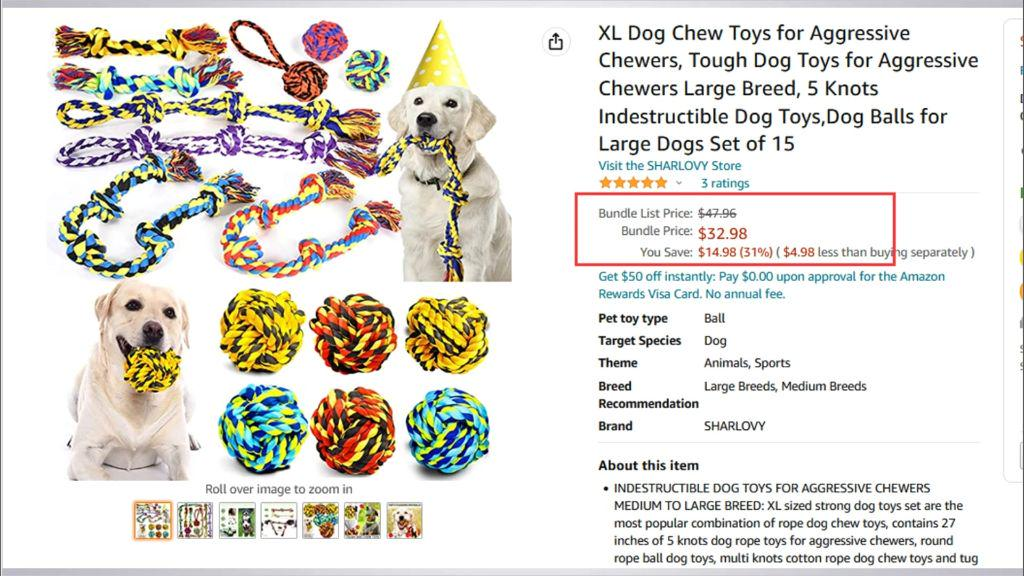 XL Dog Chew Toys for Aggressive
Chewers, Tough Dog Toys for Aggressive
Chewers Large Breed, 5 Knots
Indestructible Dog Toys,Dog Balls for
Large Dogs Set of 15
Visit the SHARLOVY Store
3 ratings
Bundle List Price: $47.96
Bundle Price: $32.98
You Save: $14.98 (31%) ( $4.98 less than buying separately )
Get $50 off instantly: Pay $0.00 upon approval for the Amazon
Rewards Visa Card. No annual fee.
Pet toy type Ball
Target Species Dog
Theme Animals, Sports
Breed Large Breeds, Medium Breeds
Recommendation
Brand SHARLOVY
About this item
• INDESTRUCTIBLE DOG TOYS FOR AGGRESSIVE CHEWERS
MEDIUM TO LARGE BREED: XL sized strong dog toys set are the
most popular combination of rope dog chew toys, contains 27
inches of 5 knots dog rope toys for aggressive chewers, round
rope ball dog toys, multi knots cotton rope dog chew toys and tug
Roll over image to zoom in